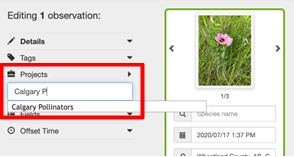 Editing 1 observation:
Details
Tags
Projects
Calgary P
Calgary Pollinators
Fields
Offset Time
1/3
Species name
2020/07/17 1:37 PM
Wheatland County, AB, C